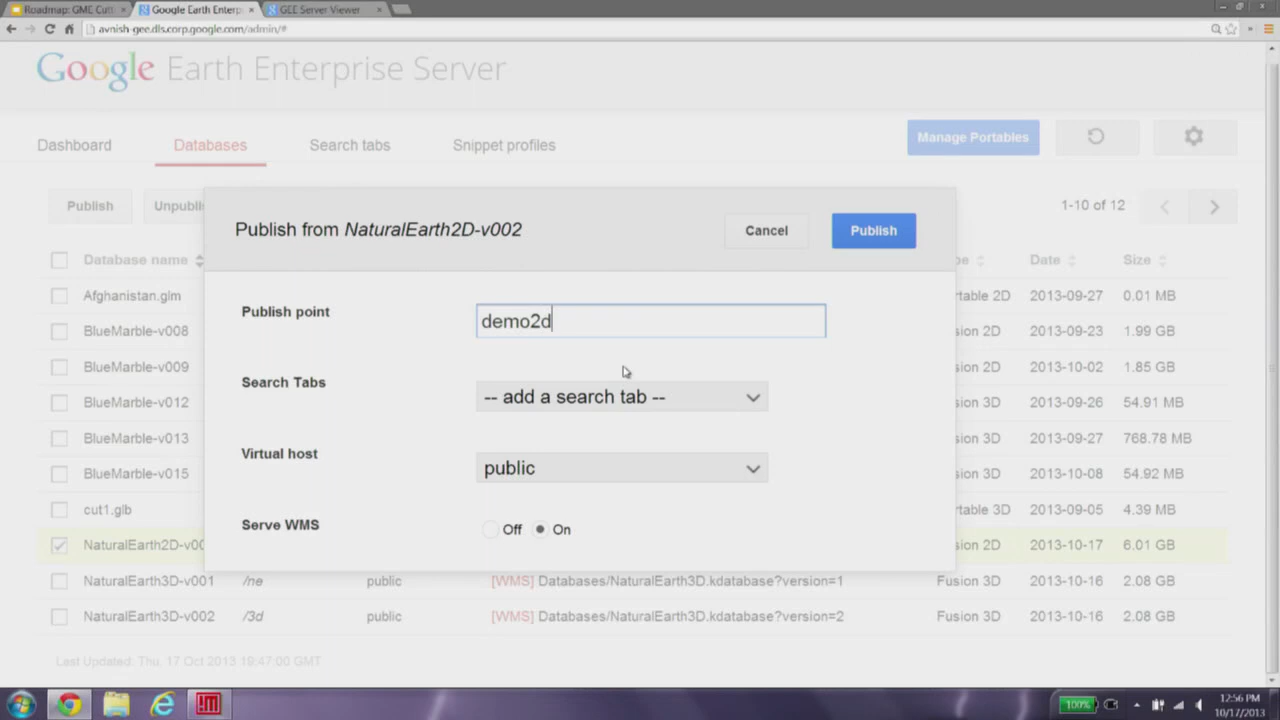 Roadmap: GME Cut
Google Earth Enterp
GEE Server Viewer
avnish-gee.dls.corp.google.com/admin/#
Google Earth Enterprise Server
Dashboard
Databases
Search tabs
Snippet profiles
Manage Portables
Publish
Unpubli
1-10 of 12
Publish from NaturalEarth2D-v002
Cancel
Publish
Database name
pe
Date
Size
Afghanistan.glm
rtable 2D
2013-09-27
0.01 MB
Publish point
demo2d
BlueMarble-v008
sion 3D
2013-09-23
1.99 GB
BlueMarble-v009
sion 3D
2013-10-02
1.85 GB
Search Tabs
-- add a search tab --
BlueMarble-v012
sion 3D
2013-09-26
54.91 MB
BlueMarble-v013
sion 3D
2013-09-27
768.78 MB
Virtual host
public
BlueMarble-v015
sion 3D
2013-10-08
54.92 MB
cut1.glb
rtable 3D
2013-09-05
4.39 MB
Serve WMS
Off
On
NaturalEarth2D-v00
sion 2D
2013-10-17
6.01 GB
NaturalEarth3D-v001
/ne
public
[WMS] Databases/NaturalEarth3D.kdatabase?version=1
Fusion 3D
2013-10-16
2.08 GB
NaturalEarth3D-v002
/3d
public
[WMS] Databases/NaturalEarth3D.kdatabase?version=2
Fusion 3D
2013-10-16
2.08 GB
Last Updated: Thu, 17 Oct 2013 19:47:00 GMT
100%
12:56 PM
10/17/2013